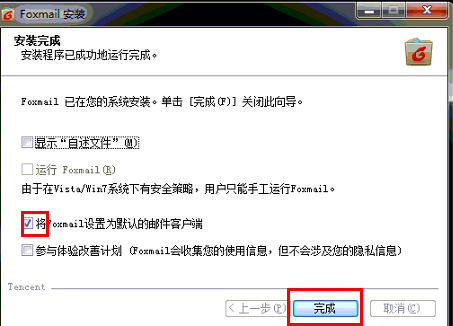 Foxmail 安装
安装完成
安装程序已成功地运行完成。
Foxmail 已在您的系统安装。单击 [完成(F)] 关闭此向导。
显示“自述文件”(M)
运行 Foxmail(R)
由于在Vista/Win7系统下有安全策略，用户只能手工运行Foxmail。
将Foxmail设置为默认的邮件客户端
参与体验改善计划 (Foxmail会收集您的使用信息，但不会涉及您的隐私信息)
Tencent
< 上一步(P) 完成 取消(C)